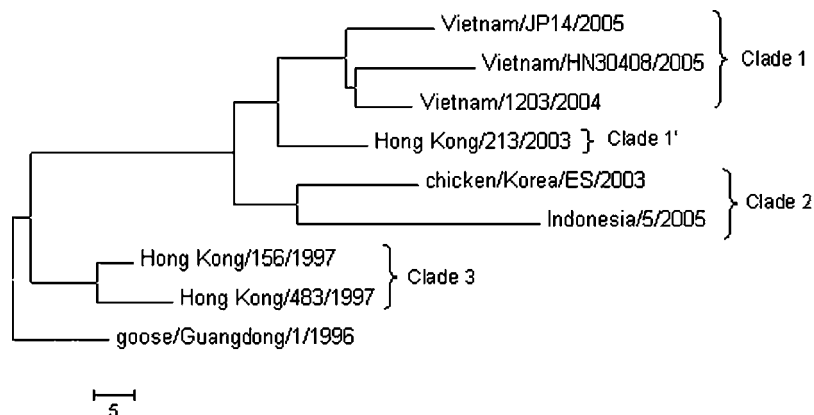 Vietnam/JP14/2005
Vietnam/HN30408/2005
Clade 1
Vietnam/1203/2004
Hong Kong/213/2003
Clade 1'
chicken/Korea/ES/2003
Clade 2
Indonesia/5/2005
Hong Kong/156/1997
Clade 3
Hong Kong/483/1997
goose/Guangdong/1/1996
5